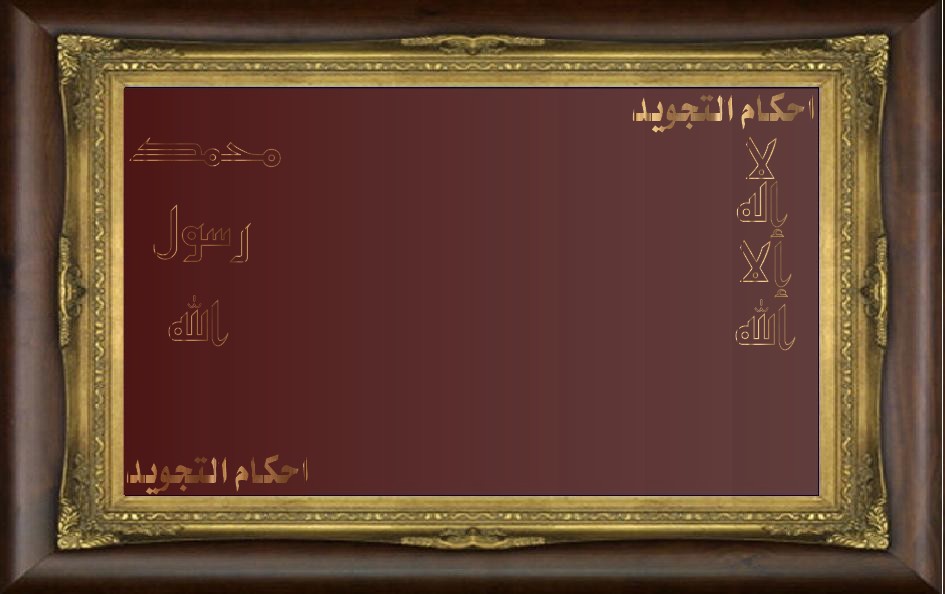 احكام التجويد
لا
إله
إلا
الله
محمد
رسول
الله
احكام التجويد